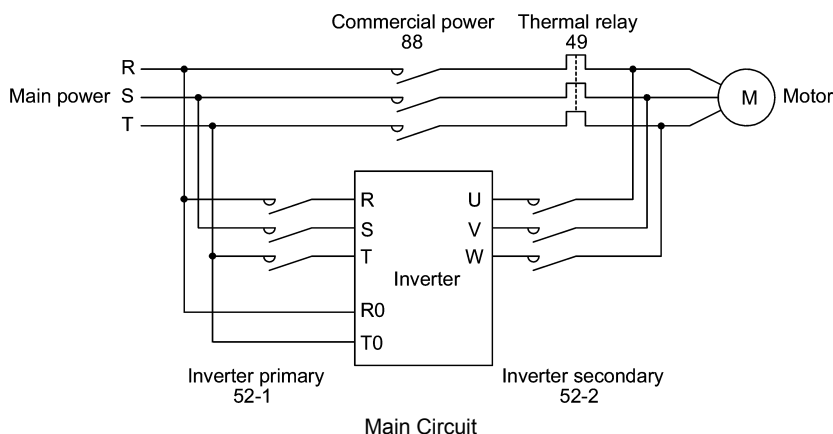 Commercial power
88
Thermal relay
49
R
Main power
S
T
M
Motor
R
S
T
U
V
W
Inverter
R0
T0
Inverter primary
52-1
Inverter secondary
52-2
Main Circuit